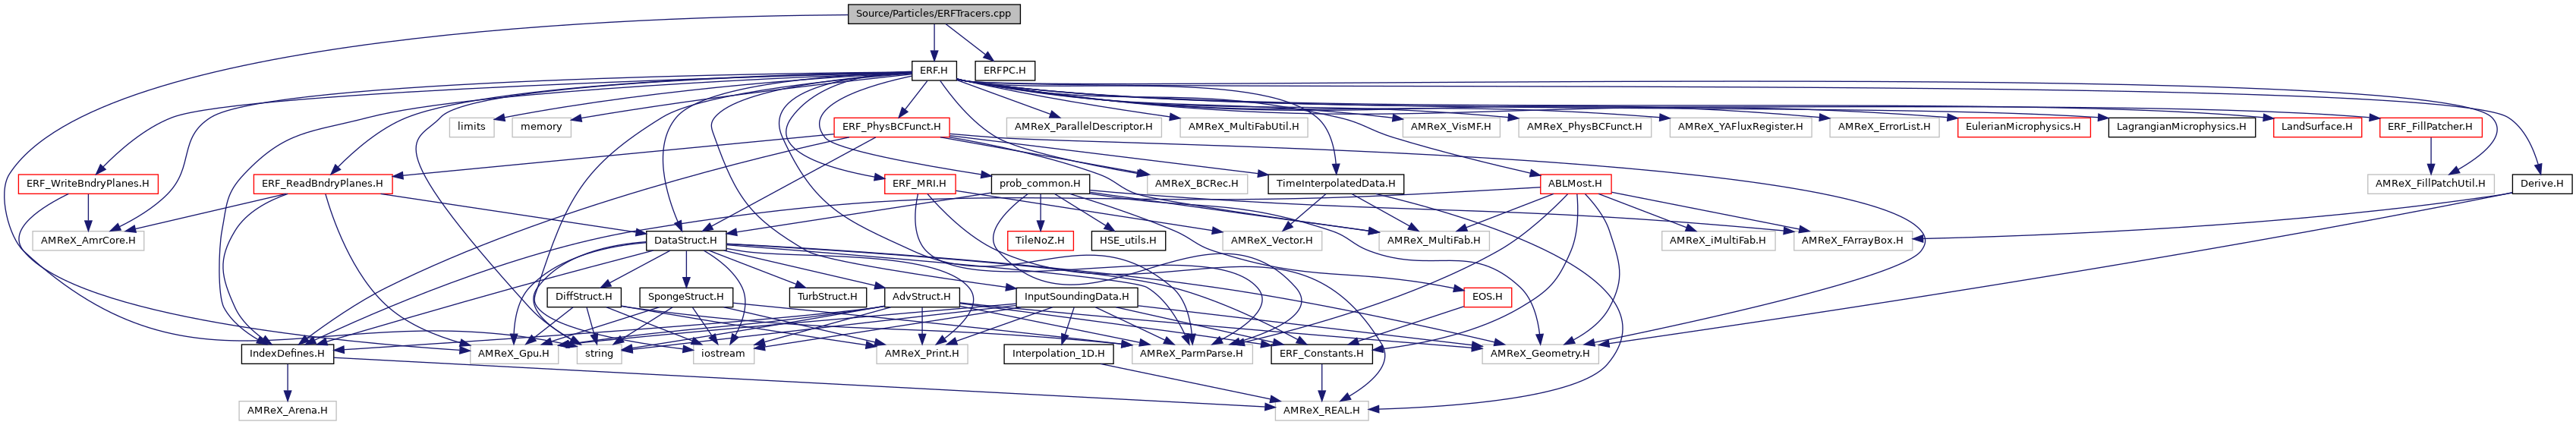 Source/Particles/ERFTracers.cpp
ERF.H
ERFPC.H
limits
memory
ERF_PhysBCFunct.H
AMReX_ParallelDescriptor.H
AMReX_MultiFabUtil.H
AMReX_VisMF.H
AMReX_PhysBCFunct.H
AMReX_YAFluxRegister.H
AMReX_ErrorList.H
EulerianMicrophysics.H
LagrangianMicrophysics.H
LandSurface.H
ERF_FillPatcher.H
ERF_WriteBndryPlanes.H
ERF_ReadBndryPlanes.H
ERF_MRI.H
prob_common.H
AMReX_BCRec.H
TimeInterpolatedData.H
ABLMost.H
AMReX_FillPatchUtil.H
Derive.H
AMReX_AmrCore.H
DataStruct.H
TileNoZ.H
HSE_utils.H
AMReX_Vector.H
AMReX_MultiFab.H
AMReX_iMultiFab.H
AMReX_FArrayBox.H
DiffStruct.H
SpongeStruct.H
TurbStruct.H
AdvStruct.H
InputSoundingData.H
EOS.H
IndexDefines.H
AMReX_Gpu.H
string
iostream
AMReX_Print.H
Interpolation_1D.H
AMReX_ParmParse.H
ERF_Constants.H
AMReX_Geometry.H
AMReX_Arena.H
AMReX_REAL.H